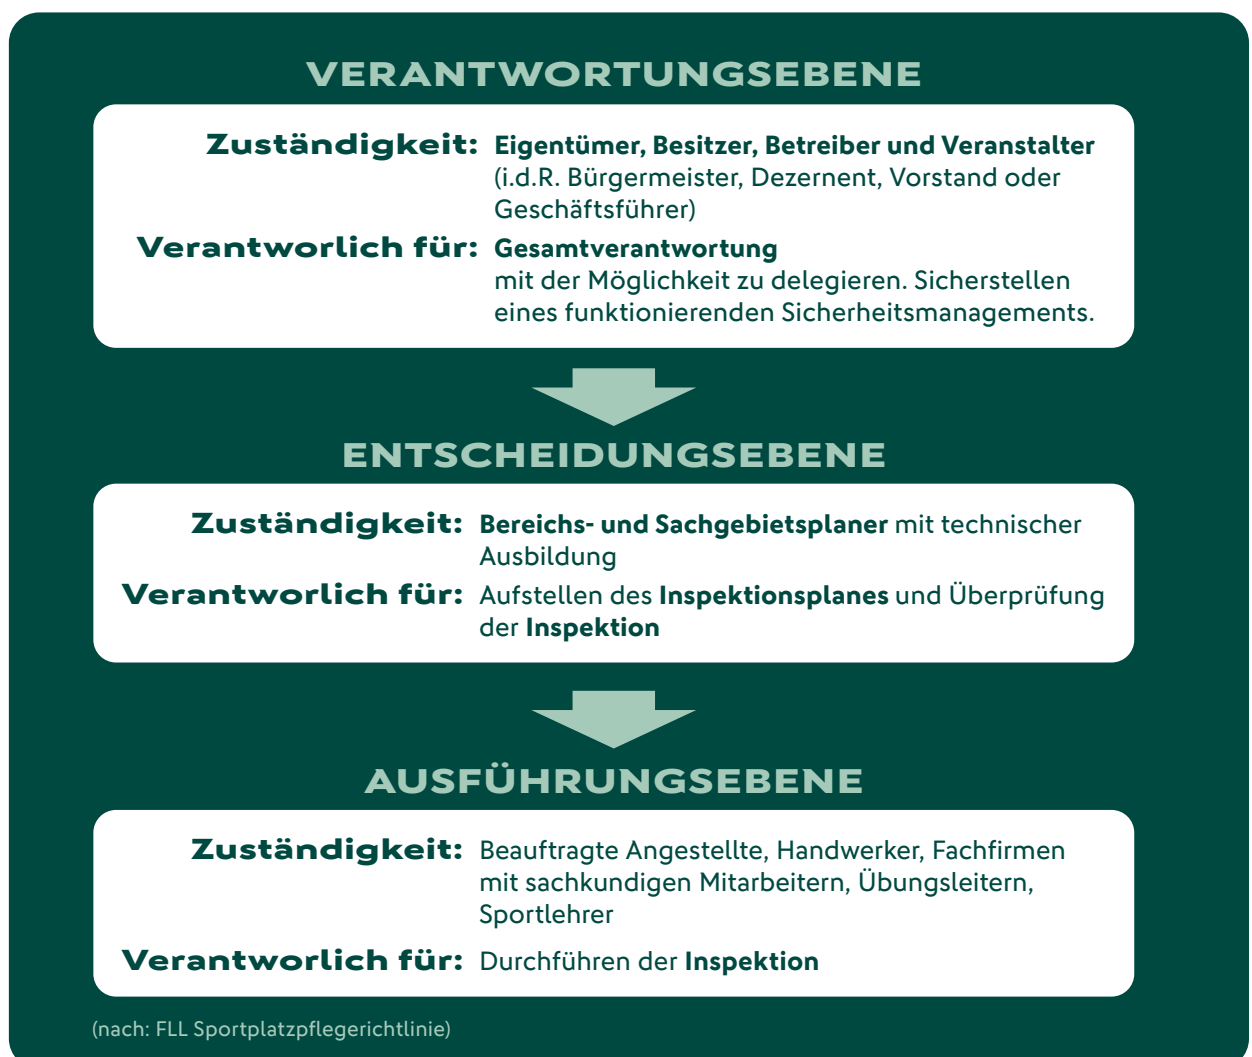 VERANTWORTUNGSEBENE
Zuständigkeit: Eigentümer, Besitzer, Betreiber und Veranstalter
(i.d.R. Bürgermeister, Dezernent, Vorstand oder
Geschäftsführer)
Verantworlich für: Gesamtverantwortung
mit der Möglichkeit zu delegieren. Sicherstellen
eines funktionierenden Sicherheitsmanagements.
ENTSCHEIDUNGSEBENE
Zuständigkeit: Bereichs- und Sachgebietsplaner mit technischer
Ausbildung
Verantworlich für: Aufstellen des Inspektionsplanes und Überprüfung
der Inspektion
AUSFÜHRUNGSEBENE
Zuständigkeit: Beauftragte Angestellte, Handwerker, Fachfirmen
mit sachkundigen Mitarbeitern, Übungsleitern,
Sportlehrer
Verantworlich für: Durchführen der Inspektion
(nach: FLL Sportplatzpflegerichtlinie)